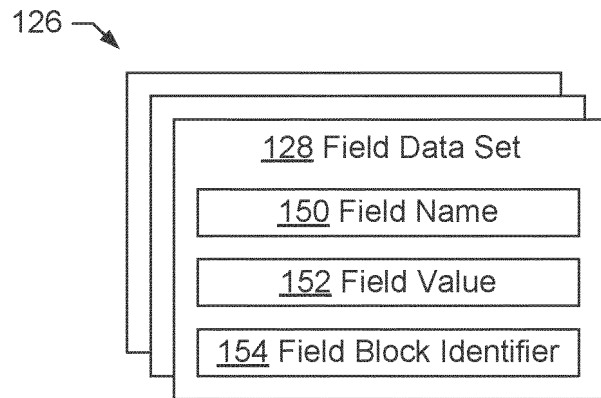 126
128 Field Data Set
150 Field Name
152 Field Value
154 Field Block Identifier